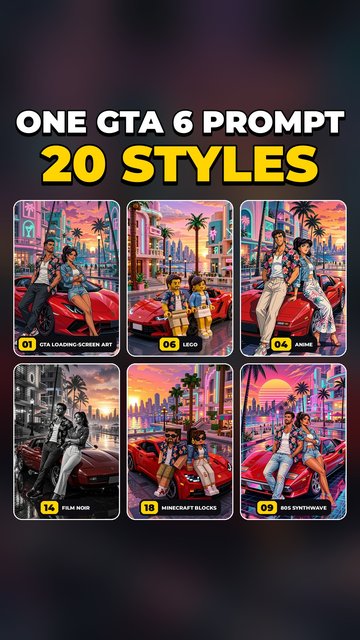 ONE GTA 6 PROMPT
20 STYLES
01 GTA LOADING-SCREEN ART
06 LEGO
04 ANIME
14 FILM NOIR
18 MINECRAFT BLOCKS
09 80S SYNTHWAVE